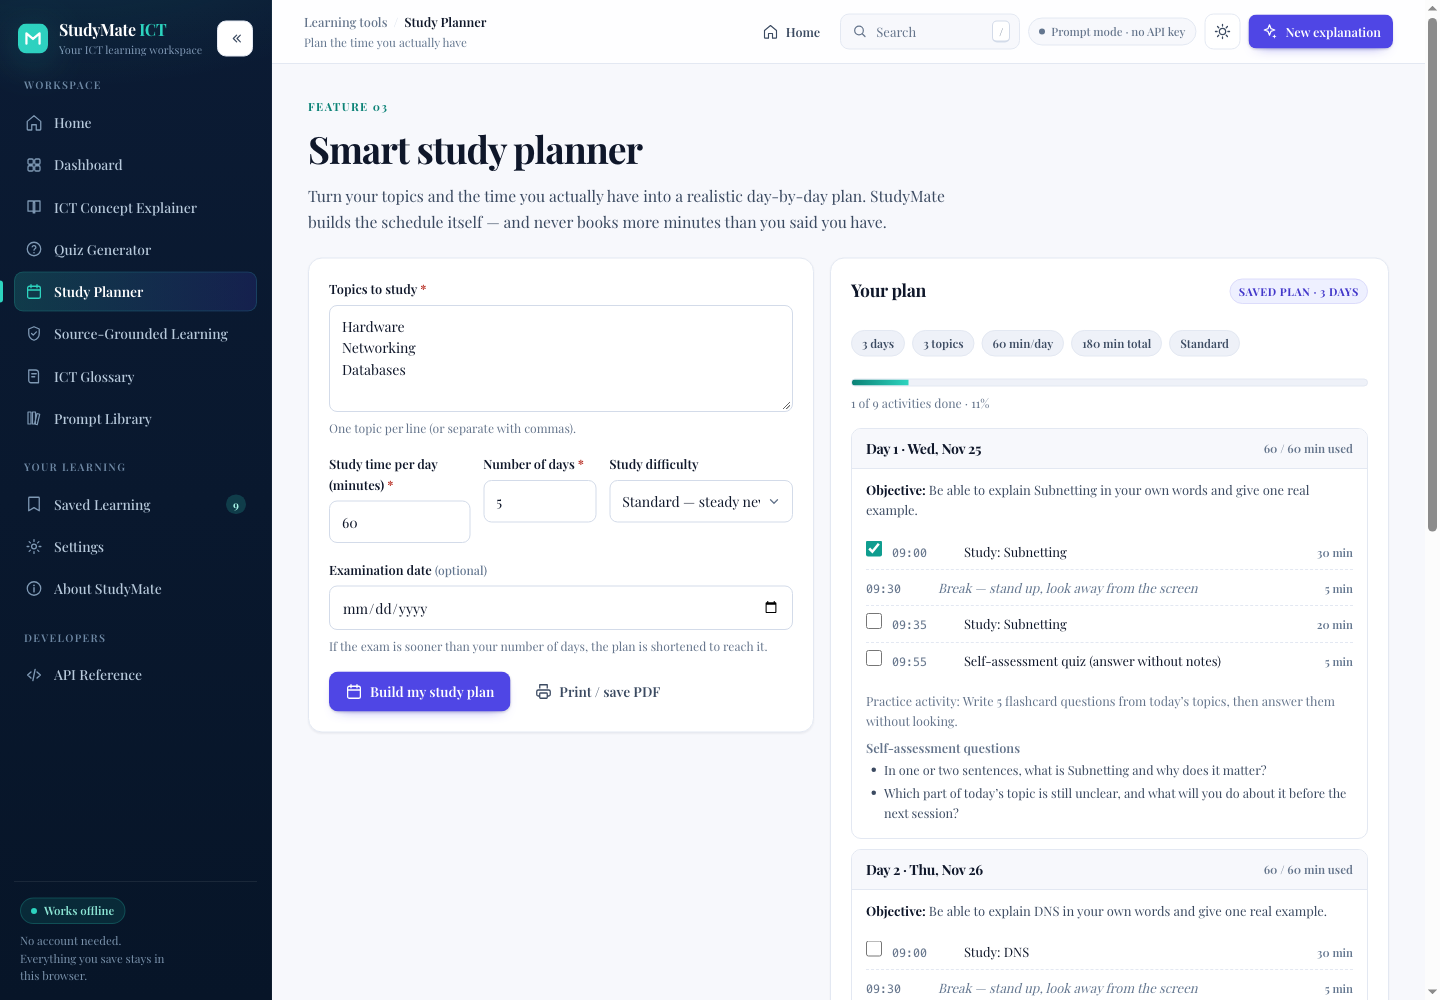 StudyMate ICT
Your ICT learning workspace
WORKSPACE
Home
Dashboard
ICT Concept Explainer
Quiz Generator
Study Planner
Source-Grounded Learning
ICT Glossary
Prompt Library
YOUR LEARNING
Saved Learning 9
Settings
About StudyMate
DEVELOPERS
API Reference
Works offline
No account needed.
Everything you save stays in
this browser.
Learning tools / Study Planner
Plan the time you actually have
Home
Search /
Prompt mode · no API key
New explanation
FEATURE 03
Smart study planner
Turn your topics and the time you actually have into a realistic day-by-day plan. StudyMate
builds the schedule itself — and never books more minutes than you said you have.
Topics to study *
Hardware
Networking
Databases
One topic per line (or separate with commas).
Study time per day
(minutes) *
60
Number of days *
5
Study difficulty
Standard — steady nev
Examination date (optional)
mm/dd/yyyy
If the exam is sooner than your number of days, the plan is shortened to reach it.
Build my study plan
Print / save PDF
Your plan
SAVED PLAN · 3 DAYS
3 days
3 topics
60 min/day
180 min total
Standard
1 of 9 activities done · 11%
Day 1 · Wed, Nov 25
60 / 60 min used
Objective: Be able to explain Subnetting in your own words and give one real
example.
09:00 Study: Subnetting 30 min
09:30 Break — stand up, look away from the screen 5 min
09:35 Study: Subnetting 20 min
09:55 Self-assessment quiz (answer without notes) 5 min
Practice activity: Write 5 flashcard questions from today's topics, then answer them
without looking.
Self-assessment questions
• In one or two sentences, what is Subnetting and why does it matter?
• Which part of today's topic is still unclear, and what will you do about it before the
next session?
Day 2 · Thu, Nov 26
60 / 60 min used
Objective: Be able to explain DNS in your own words and give one real example.
09:00 Study: DNS 30 min
09:30 Break — stand up, look away from the screen 5 min